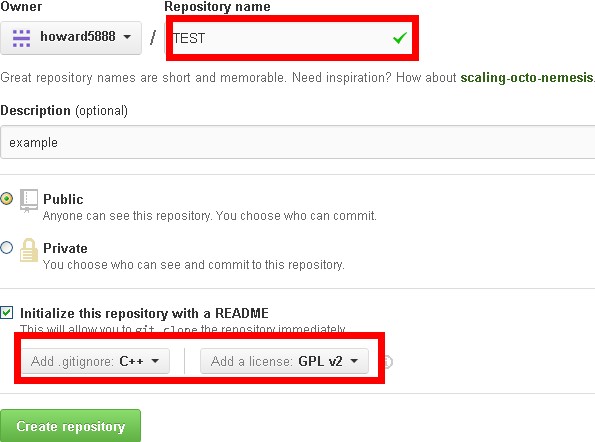 Owner Repository name
howard5888 / TEST
Great repository names are short and memorable. Need inspiration? How about scaling-octo-nemesis.
Description (optional)
example
Public
Anyone can see this repository. You choose who can commit.
Private
You choose who can see and commit to this repository.
Initialize this repository with a README
This will allow you to git clone the repository immediately.
Add .gitignore: C++ Add a license: GPL v2
Create repository